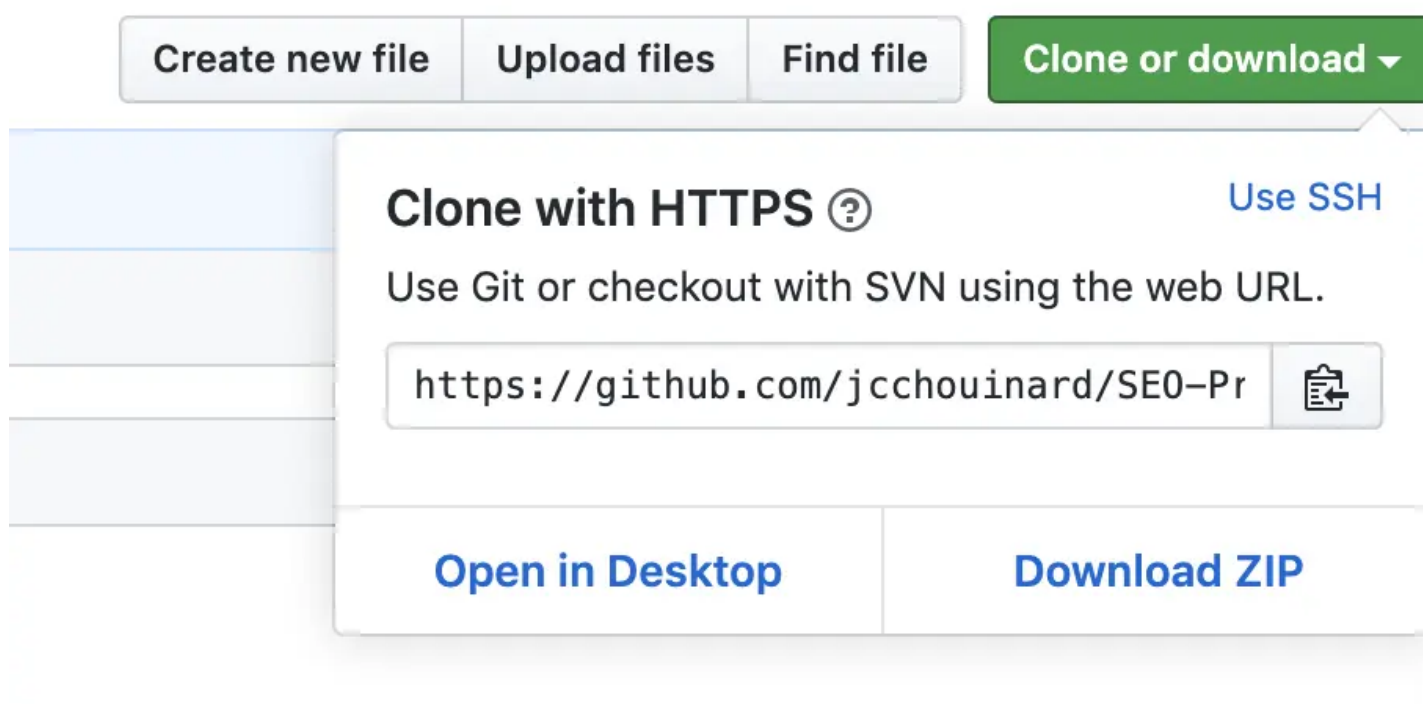 Create new file Upload files Find file Clone or download
Clone with HTTPS Use SSH
Use Git or checkout with SVN using the web URL.
https://github.com/jcchouinard/SEO-Pr
Open in Desktop Download ZIP